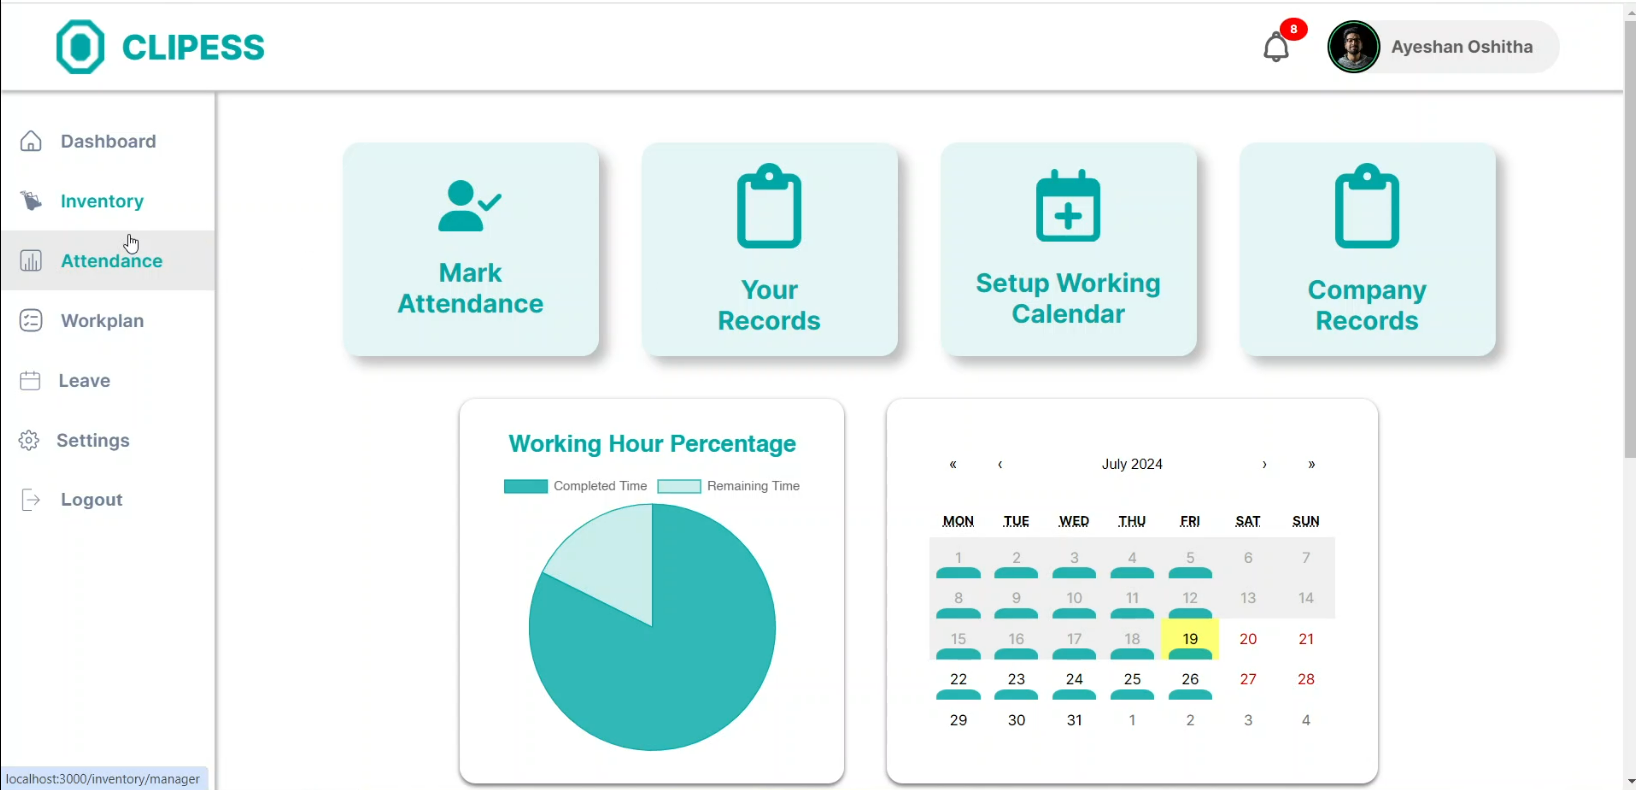 CLIPESS
8
Ayeshan Oshitha
Dashboard
Inventory
Attendance
Workplan
Leave
Settings
Logout
Mark
Attendance
Your
Records
Setup Working
Calendar
Company
Records
Working Hour Percentage
Completed Time Remaining Time
« ‹ July 2024 › »
MON TUE WED THU FRI SAT SUN
1 2 3 4 5 6 7
8 9 10 11 12 13 14
15 16 17 18 19 20 21
22 23 24 25 26 27 28
29 30 31 1 2 3 4
localhost:3000/inventory/manager